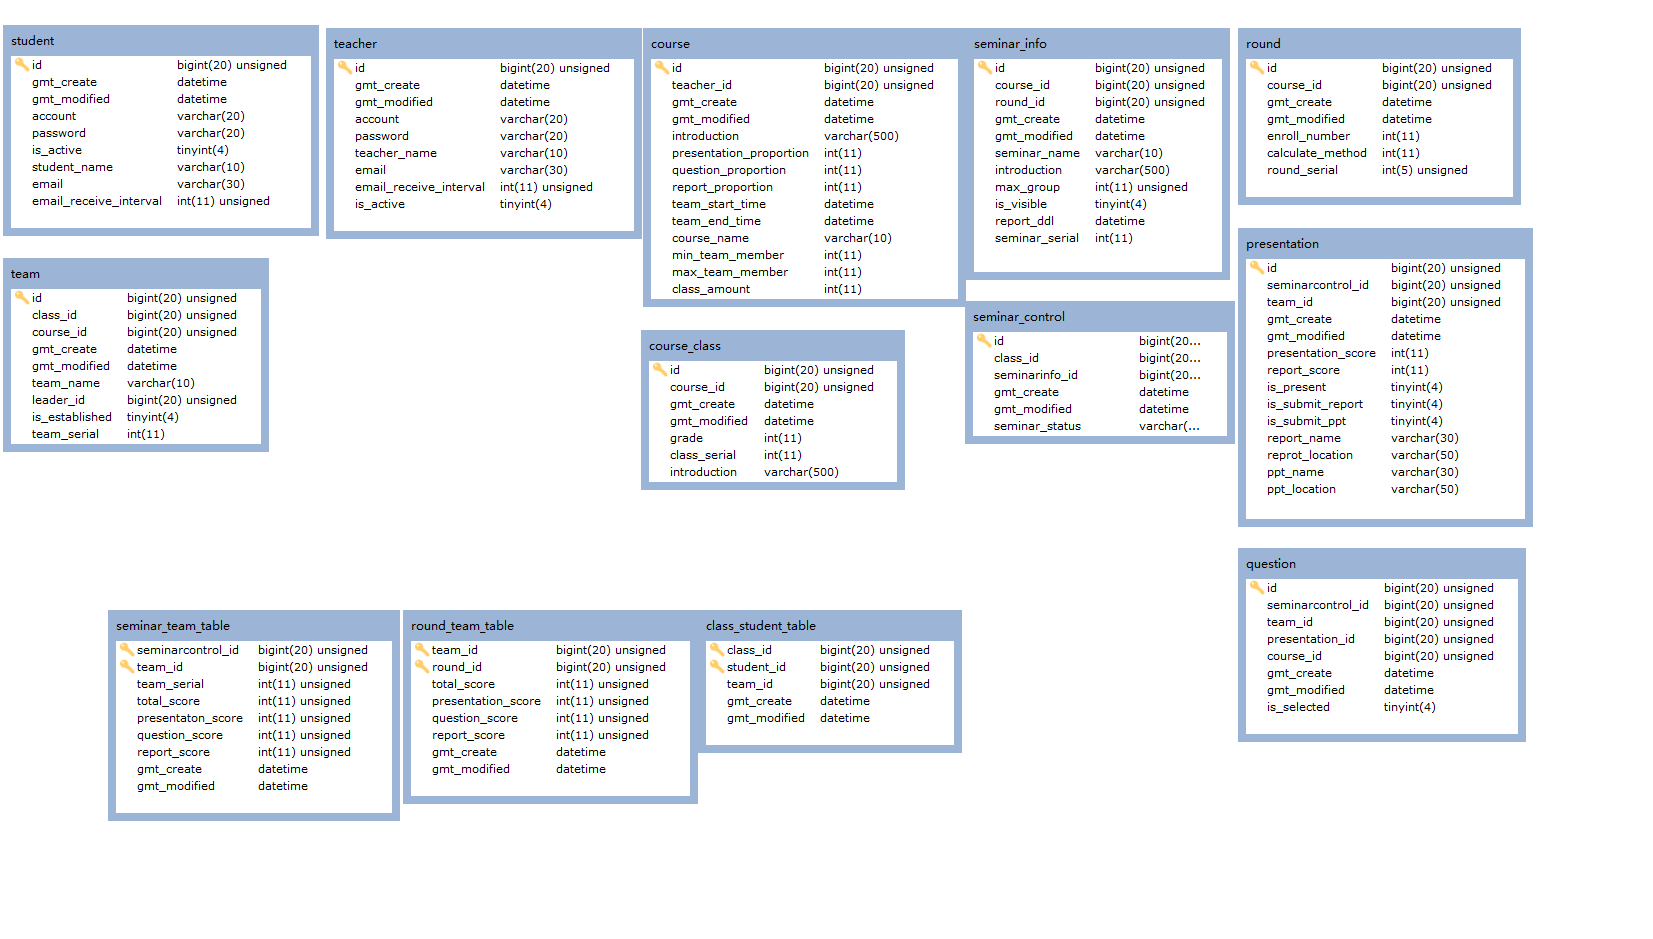 student
id bigint(20) unsigned
gmt_create datetime
gmt_modified datetime
account varchar(20)
password varchar(20)
is_active tinyint(4)
student_name varchar(10)
email varchar(30)
email_receive_interval int(11) unsigned
teacher
id bigint(20) unsigned
gmt_create datetime
gmt_modified datetime
account varchar(20)
password varchar(20)
teacher_name varchar(10)
email varchar(30)
email_receive_interval int(11) unsigned
is_active tinyint(4)
course
id bigint(20) unsigned
teacher_id bigint(20) unsigned
gmt_create datetime
gmt_modified datetime
introduction varchar(500)
presentation_proportion int(11)
question_proportion int(11)
report_proportion int(11)
team_start_time datetime
team_end_time datetime
course_name varchar(10)
min_team_member int(11)
max_team_member int(11)
class_amount int(11)
seminar_info
id bigint(20) unsigned
course_id bigint(20) unsigned
round_id bigint(20) unsigned
gmt_create datetime
gmt_modified datetime
seminar_name varchar(10)
introduction varchar(500)
max_group int(11) unsigned
is_visible tinyint(4)
report_ddl datetime
seminar_serial int(11)
round
id bigint(20) unsigned
course_id bigint(20) unsigned
gmt_create datetime
gmt_modified datetime
enroll_number int(11)
calculate_method int(11)
round_serial int(5) unsigned
team
id bigint(20) unsigned
class_id bigint(20) unsigned
course_id bigint(20) unsigned
gmt_create datetime
gmt_modified datetime
team_name varchar(10)
leader_id bigint(20) unsigned
is_established tinyint(4)
team_serial int(11)
course_class
id bigint(20) unsigned
course_id bigint(20) unsigned
gmt_create datetime
gmt_modified datetime
grade int(11)
class_serial int(11)
introduction varchar(500)
seminar_control
id bigint(20...
class_id bigint(20...
seminarinfo_id bigint(20...
gmt_create datetime
gmt_modified datetime
seminar_status varchar(...
presentation
id bigint(20) unsigned
seminarcontrol_id bigint(20) unsigned
team_id bigint(20) unsigned
gmt_create datetime
gmt_modified datetime
presentation_score int(11)
report_score int(11)
is_present tinyint(4)
is_submit_report tinyint(4)
is_submit_ppt tinyint(4)
report_name varchar(30)
reprot_location varchar(50)
ppt_name varchar(30)
ppt_location varchar(50)
question
id bigint(20) unsigned
seminarcontrol_id bigint(20) unsigned
team_id bigint(20) unsigned
presentation_id bigint(20) unsigned
course_id bigint(20) unsigned
gmt_create datetime
gmt_modified datetime
is_selected tinyint(4)
seminar_team_table
seminarcontrol_id bigint(20) unsigned
team_id bigint(20) unsigned
team_serial int(11) unsigned
total_score int(11) unsigned
presentaton_score int(11) unsigned
question_score int(11) unsigned
report_score int(11) unsigned
gmt_create datetime
gmt_modified datetime
round_team_table
team_id bigint(20) unsigned
round_id bigint(20) unsigned
total_score int(11) unsigned
presentation_score int(11) unsigned
question_score int(11) unsigned
report_score int(11) unsigned
gmt_create datetime
gmt_modified datetime
class_student_table
class_id bigint(20) unsigned
student_id bigint(20) unsigned
team_id bigint(20) unsigned
gmt_create datetime
gmt_modified datetime